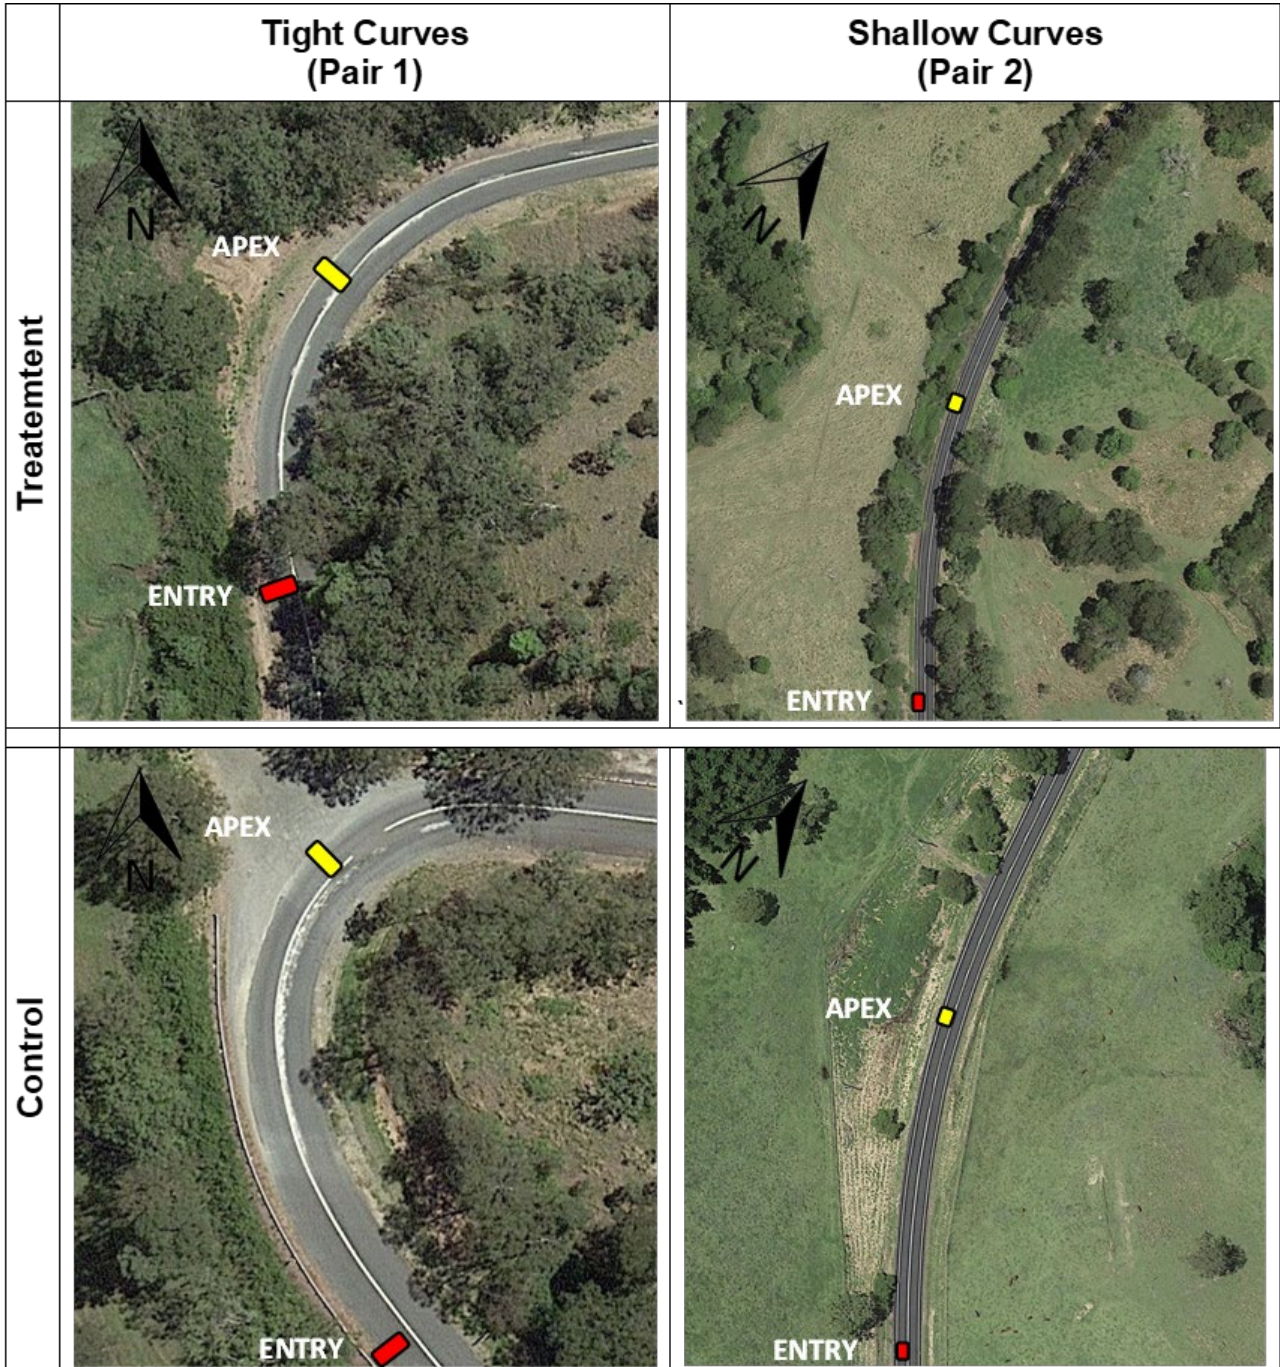 Tight Curves
(Pair 1)
Shallow Curves
(Pair 2)
Treatemtent
N
APEX
ENTRY
N
APEX
ENTRY
Control
N
APEX
ENTRY
N
APEX
ENTRY